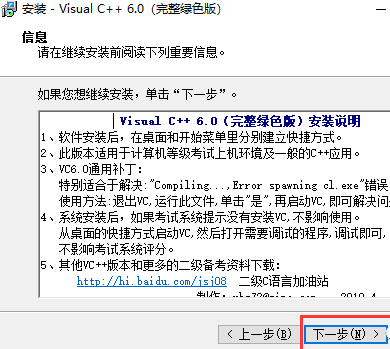 安装 - Visual C++ 6.0（完整绿色版）
信息
请在继续安装前阅读下列重要信息。
如果您想继续安装，单击“下一步”。
Visual C++ 6.0（完整绿色版）安装说明
1、软件安装后，在桌面和开始菜单里分别建立快捷方式。
2、此版本适用于计算机等级考试上机环境及一般的C++应用。
3、VC6.0通用补丁：
特别适合于解决:"Compiling...,Error spawning cl.exe"错误
使用方法:退出VC,运行此文件,单击"是",再启动VC,即可解决问
4、系统安装后，如果考试系统提示没有安装VC,不影响使用。
从桌面的快捷方式启动VC,然后打开需要调试的程序,调试即可,
不影响考试系统评分。
5、其他VC++版本和更多的二级备考资料下载：
http://hi.baidu.com/jsj08 二级C语言加油站
< 上一步(B)
下一步(N) >